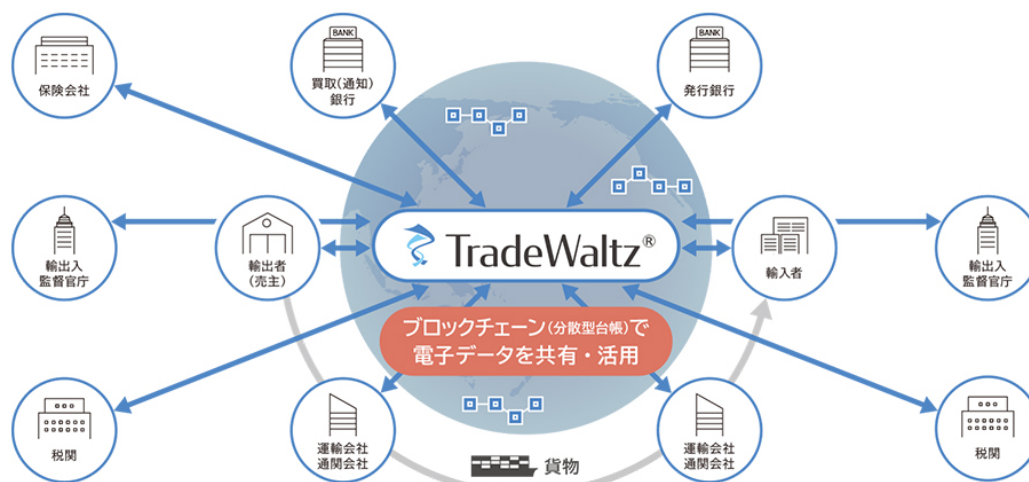 BANK
BANK
保険会社
買取(通知)
銀行
発行銀行
輸出入
監督官庁
輸出者
(売主)
TradeWaltz®
輸入者
輸出入
監督官庁
ブロックチェーン(分散型台帳)で
電子データを共有・活用
税関
運輸会社
通関会社
貨物
運輸会社
通関会社
税関